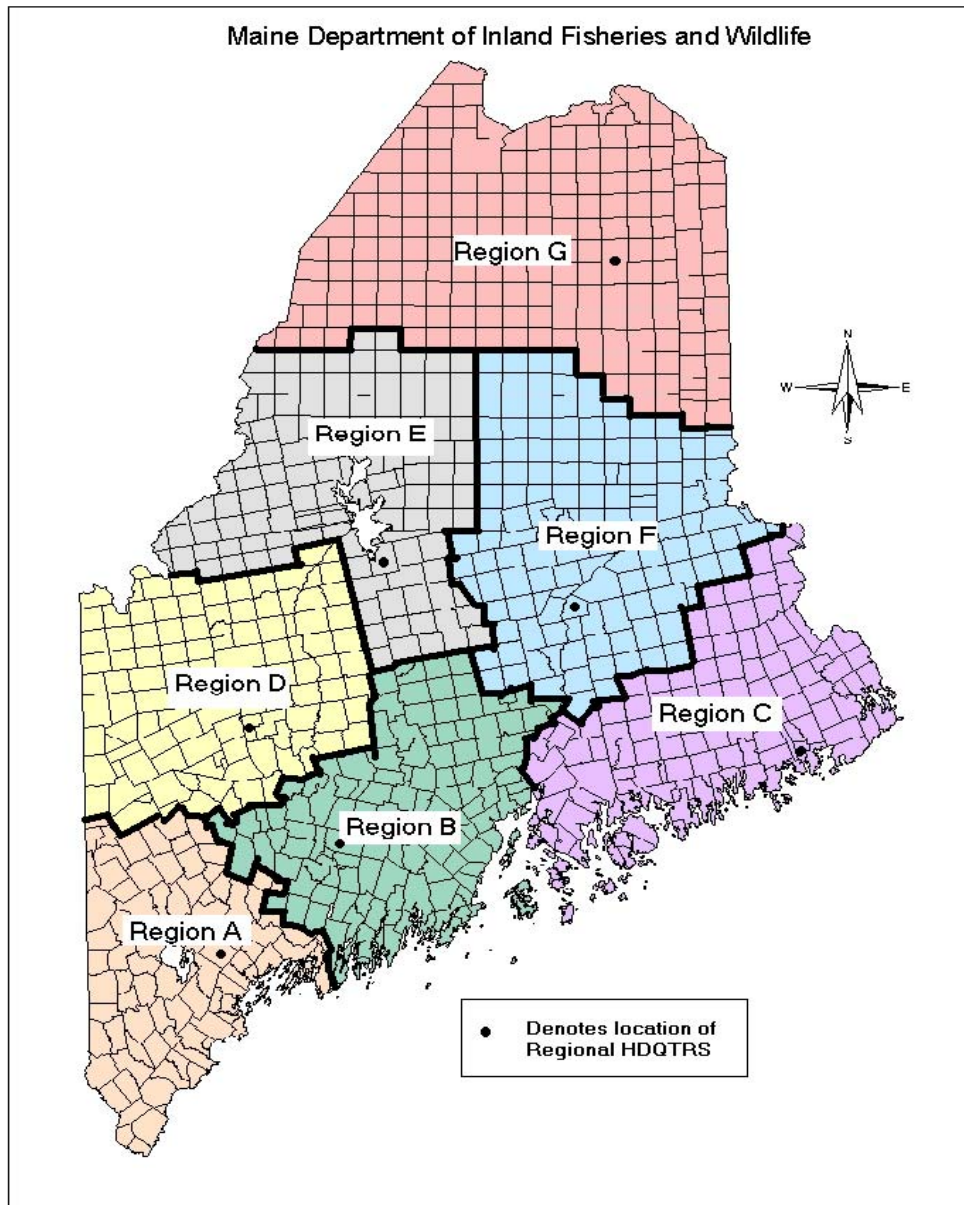 Maine Department of Inland Fisheries and Wildlife
Region G
N
W E
S
Region E
Region F
Region D
Region C
Region B
Region A
Denotes location of
Regional HDQTRS